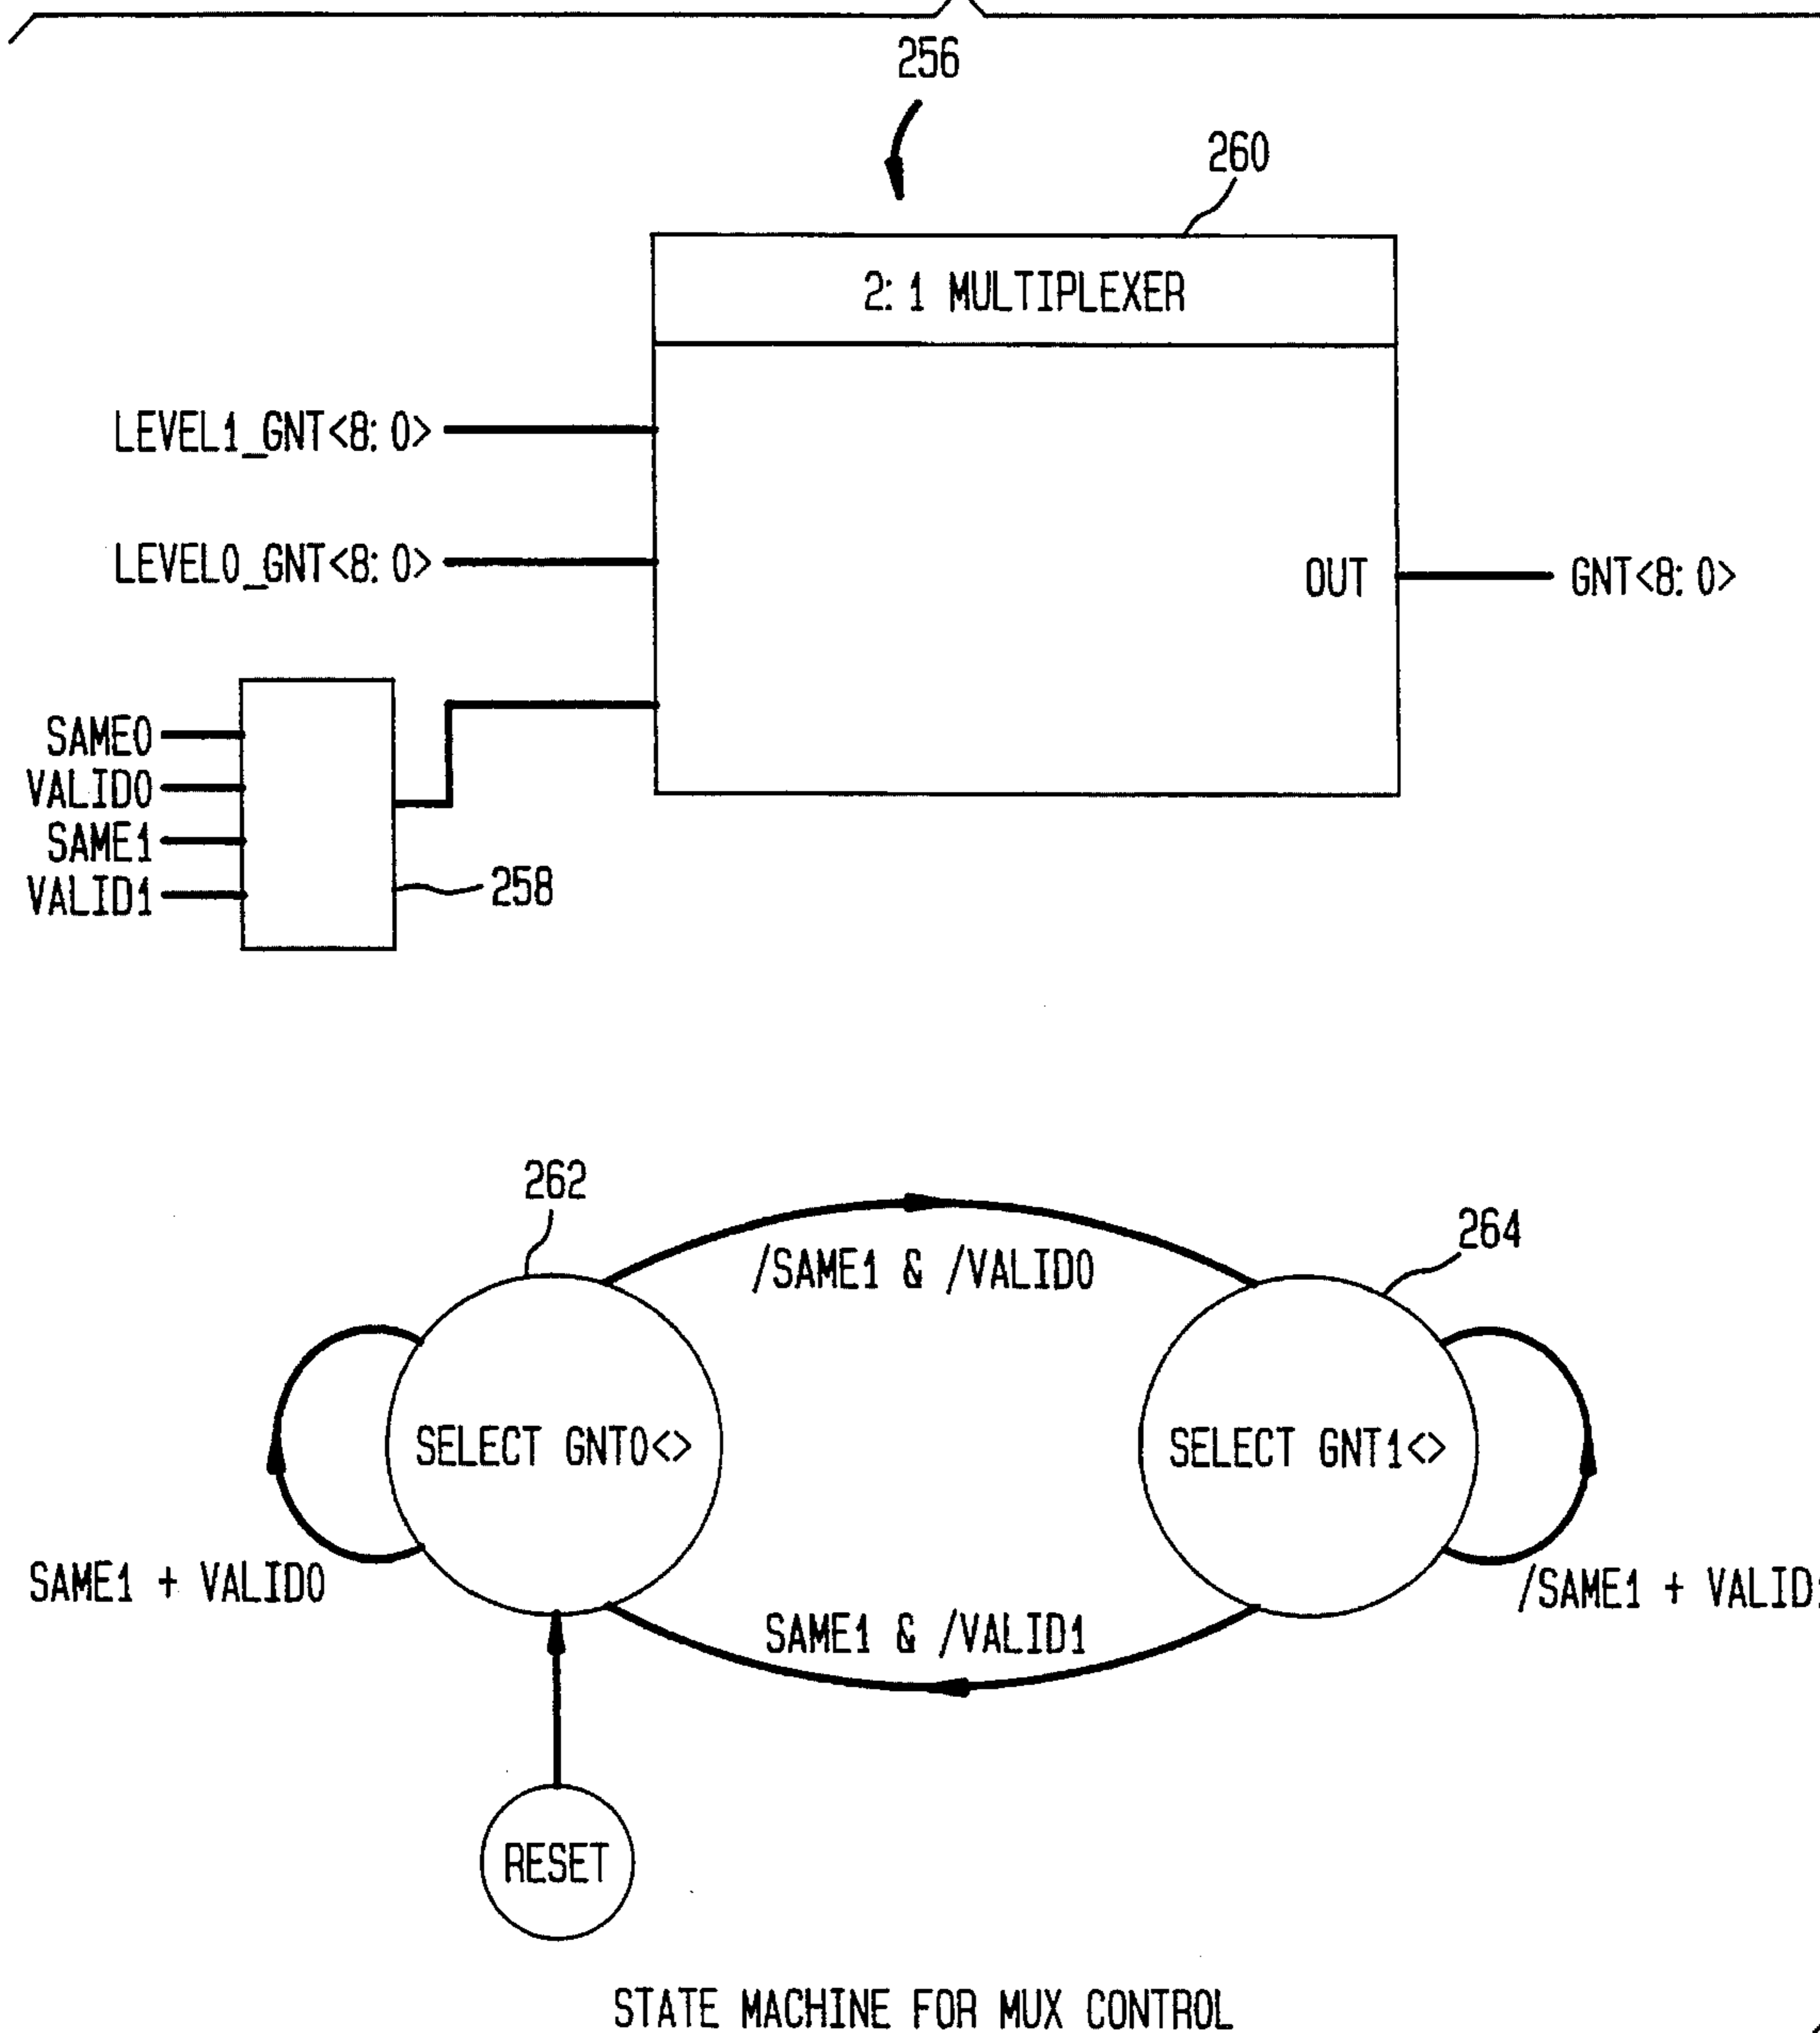 256
260
2:1 MULTIPLEXER
LEVEL1_GNT<8:0>
LEVEL0_GNT<8:0>
OUT
GNT<8:0>
SAME0
VALID0
SAME1
VALID1
258
262
264
/SAME1 & /VALID0
SELECT GNT0<>
SELECT GNT1<>
SAME1 + VALID0
/SAME1 + VALID1
SAME1 & /VALID1
RESET
STATE MACHINE FOR MUX CONTROL